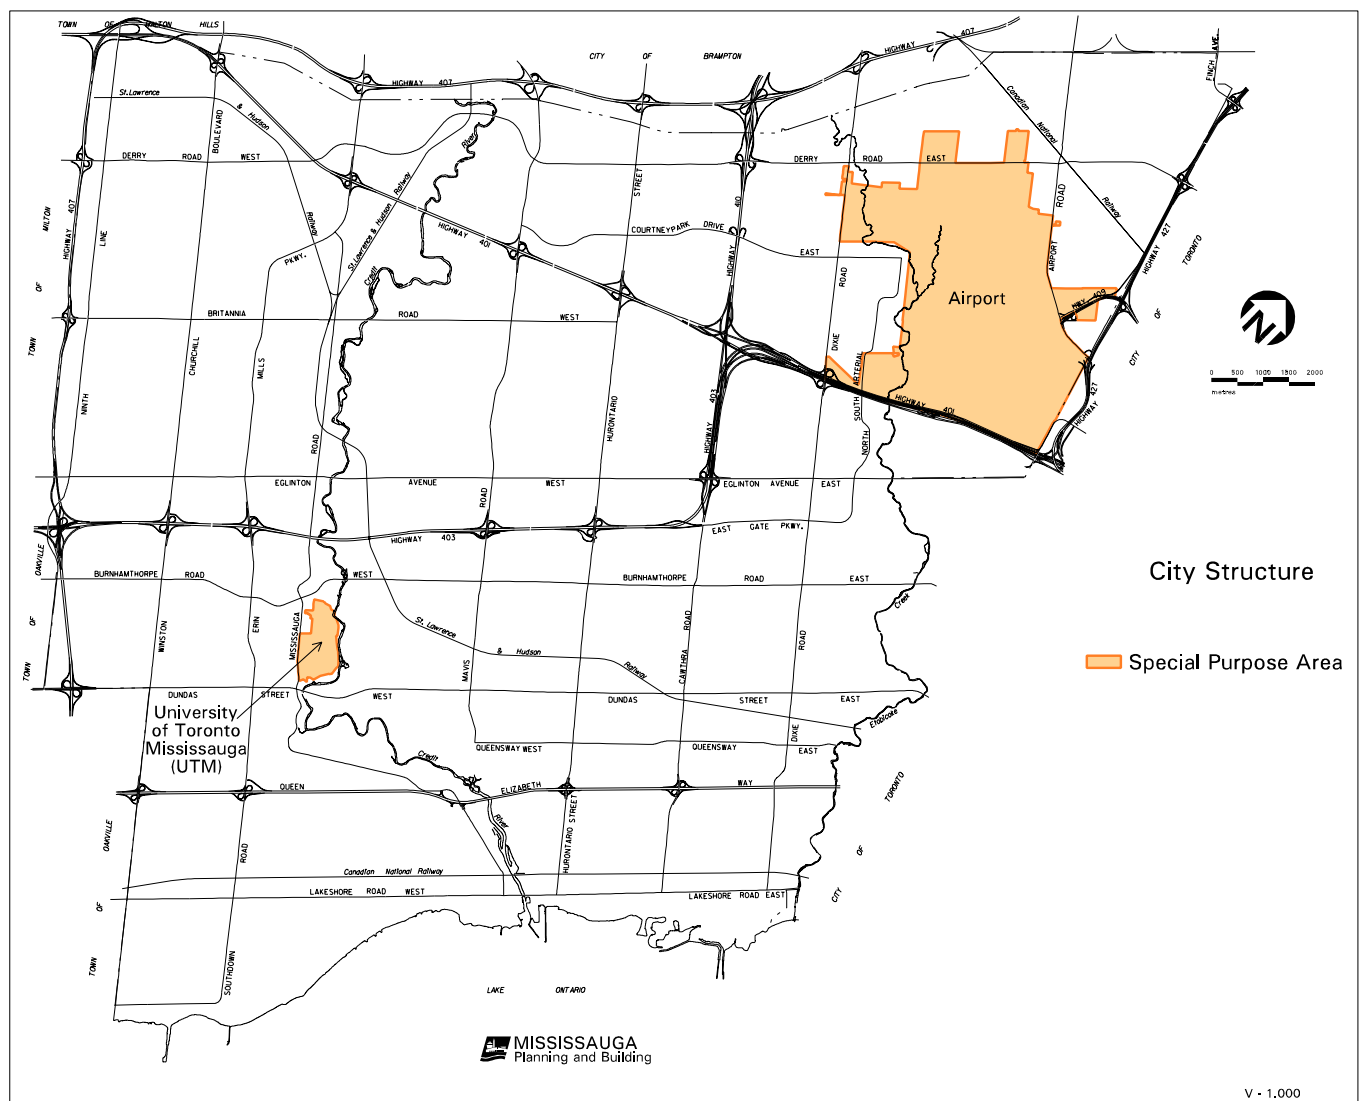 TOWN OF HALTON HILLS
CITY OF BRAMPTON
HIGHWAY 407
HIGHWAY 407
FINCH AVE.
St.Lawrence & Hudson Railway
BOULEVARD
River
Canadian National Railway
DERRY ROAD WEST
DERRY ROAD EAST
STREET
410
ROAD
MILTON
HIGHWAY 407
LINE
PKWY.
St.Lawrence & Hudson Railway
HIGHWAY 401
COURTNEYPARK DRIVE EAST
HIGHWAY
AIRPORT
HIGHWAY 427
TORONTO
OF
Credit
ROAD
Airport
HWY 409
OF
BRITANNIA ROAD WEST
TOWN
CHURCHILL
MILLS
DIXIE
CITY
0 500 1000 1500 2000
metres
NINTH
HURONTARIO
403
HIGHWAY
SOUTH ARTERIAL
NORTH
HIGHWAY 401
HIGHWAY 427
ROAD
EGLINTON AVENUE WEST
EGLINTON AVENUE EAST
ROAD
HIGHWAY 403
EAST GATE PKWY.
OAKVILLE
BURNHAMTHORPE ROAD WEST
BURNHAMTHORPE ROAD EAST
City Structure
Creek
OF
WINSTON
ERIN
MISSISSAUGA
St. Lawrence & Hudson Railway
ROAD
ROAD
Special Purpose Area
TOWN
MAVIS
CAWTHRA
DUNDAS STREET WEST
DUNDAS STREET EAST
University
of Toronto
Mississauga
(UTM)
Etobicoke
DIXIE
QUEENSWAY WEST
QUEENSWAY EAST
Credit
QUEEN ELIZABETH WAY
TORONTO
OAKVILLE
ROAD
River
HURONTARIO STREET
OF
Canadian National Railway
LAKESHORE ROAD WEST
LAKESHORE ROAD EAST
CITY
OF
TOWN
SOUTHDOWN
LAKE ONTARIO
MISSISSAUGA
Planning and Building
V - 1.000